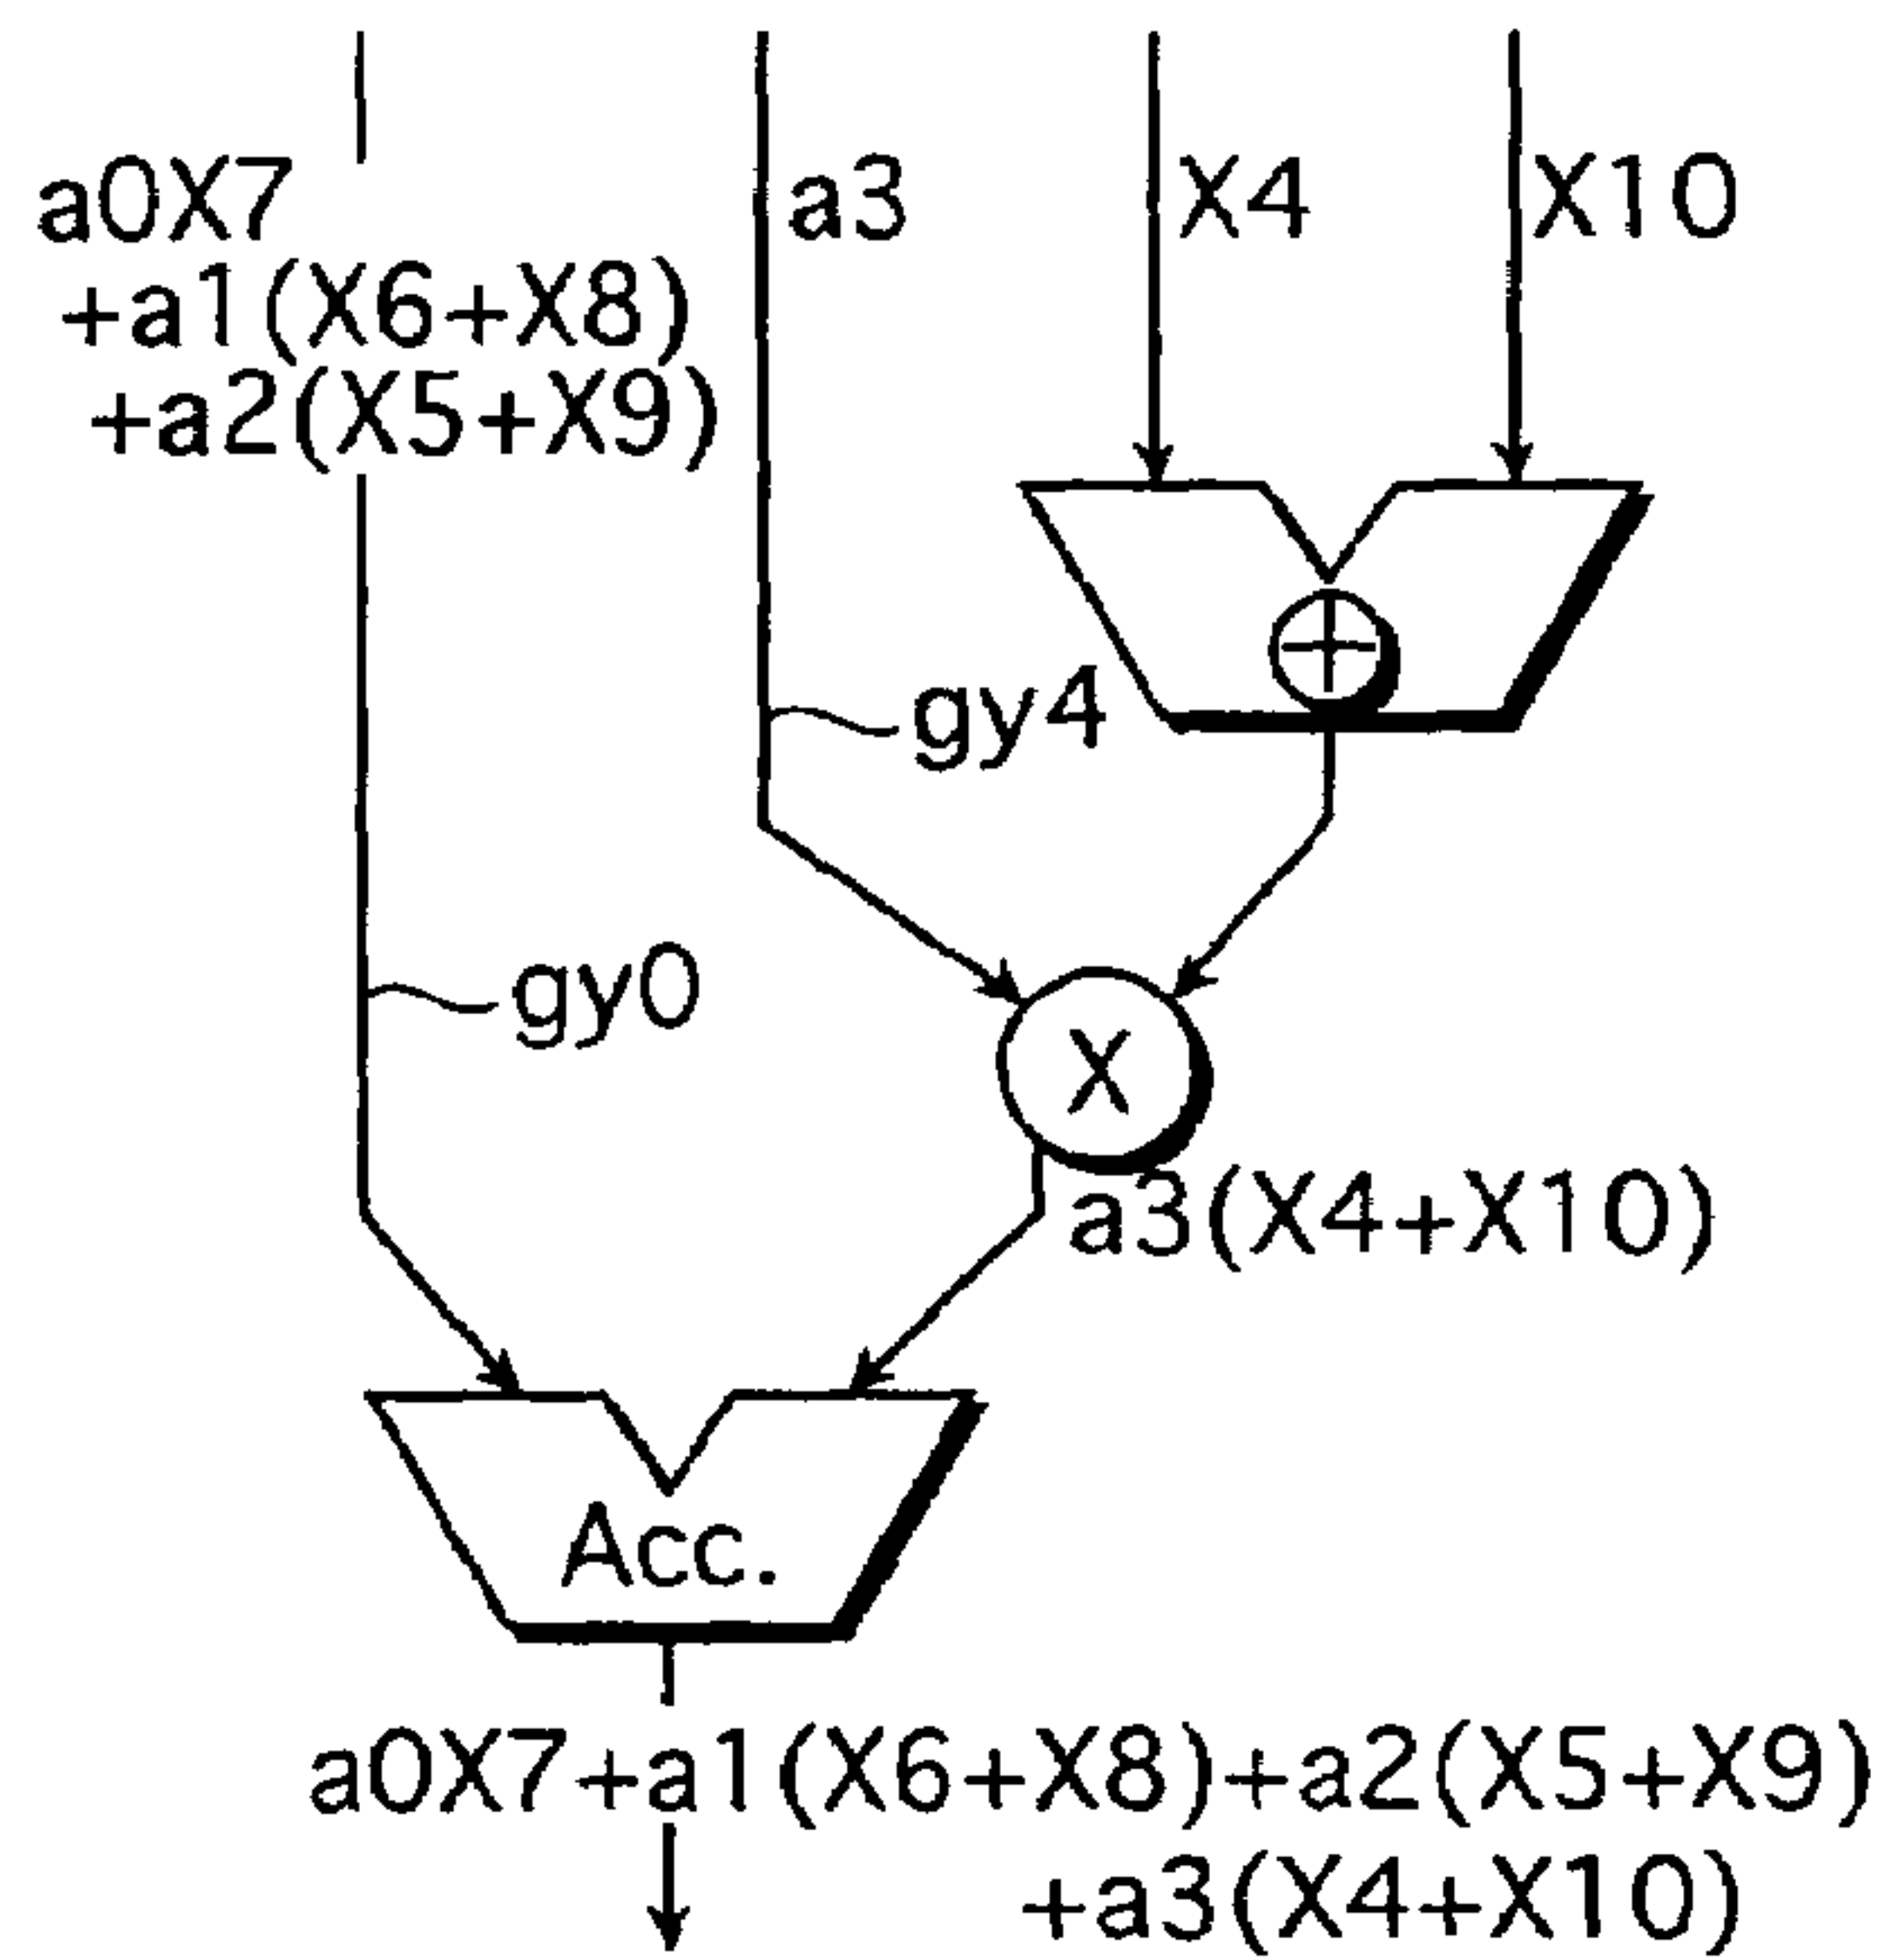 a0X7
+a1(X6+X8)
+a2(X5+X9)
a3
X4
X10
gy4
gy0
X
a3(X4+X10)
Acc.
a0X7+a1(X6+X8)+a2(X5+X9)
+a3(X4+X10)